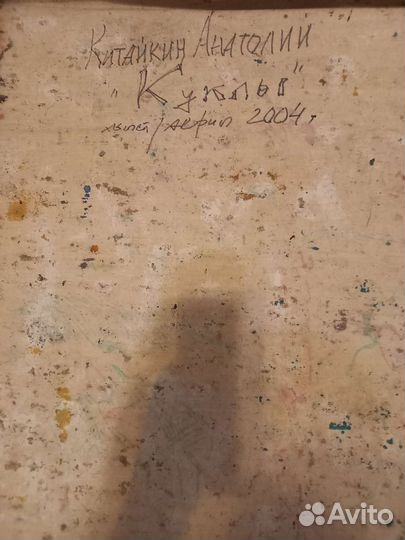 Китайкин Анатолий
"Куклы"
холст/акрил 2004 г
Avito